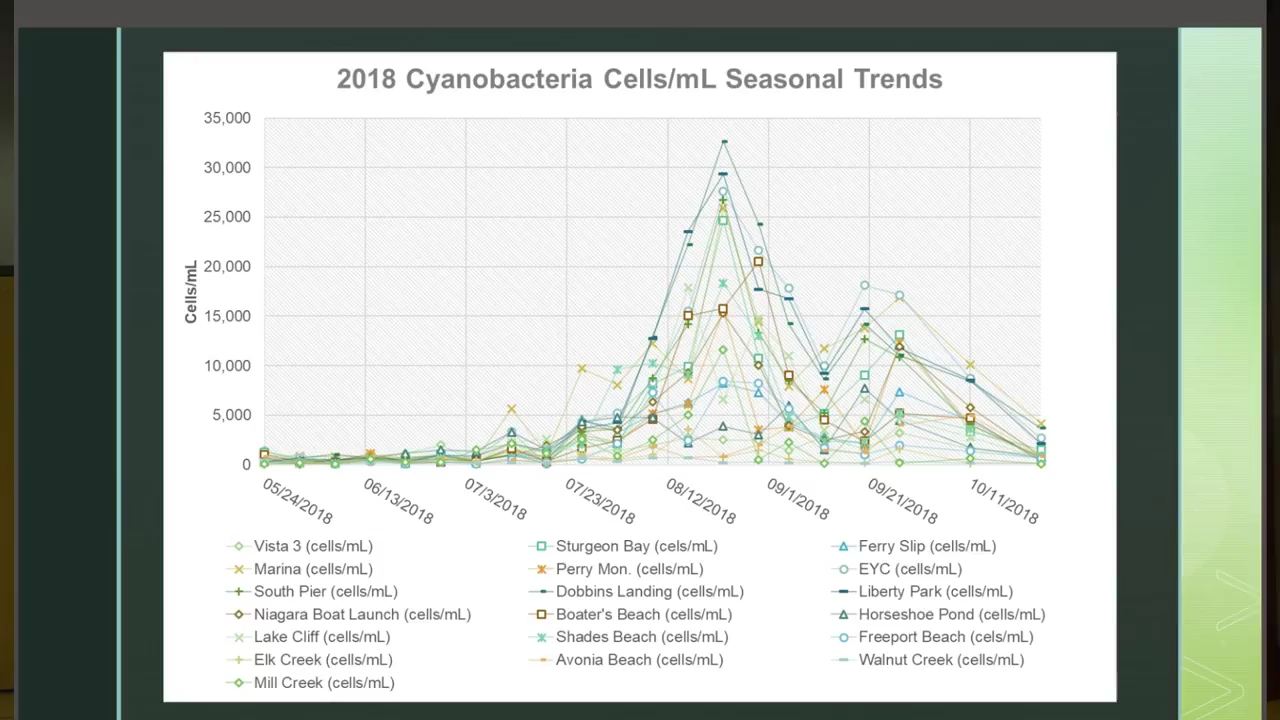 2018 Cyanobacteria Cells/mL Seasonal Trends
35,000
30,000
25,000
20,000
15,000
10,000
5,000
0
Cells/mL
05/24/2018 06/13/2018 07/3/2018 07/23/2018 08/12/2018 09/1/2018 09/21/2018 10/11/2018
Vista 3 (cells/mL) Sturgeon Bay (cels/mL) Ferry Slip (cells/mL)
Marina (cells/mL) Perry Mon. (cells/mL) EYC (cells/mL)
South Pier (cells/mL) Dobbins Landing (cells/mL) Liberty Park (cells/mL)
Niagara Boat Launch (cells/mL) Boater's Beach (cells/mL) Horseshoe Pond (cells/mL)
Lake Cliff (cells/mL) Shades Beach (cells/mL) Freeport Beach (cells/mL)
Elk Creek (cells/mL) Avonia Beach (cells/mL) Walnut Creek (cells/mL)
Mill Creek (cells/mL)